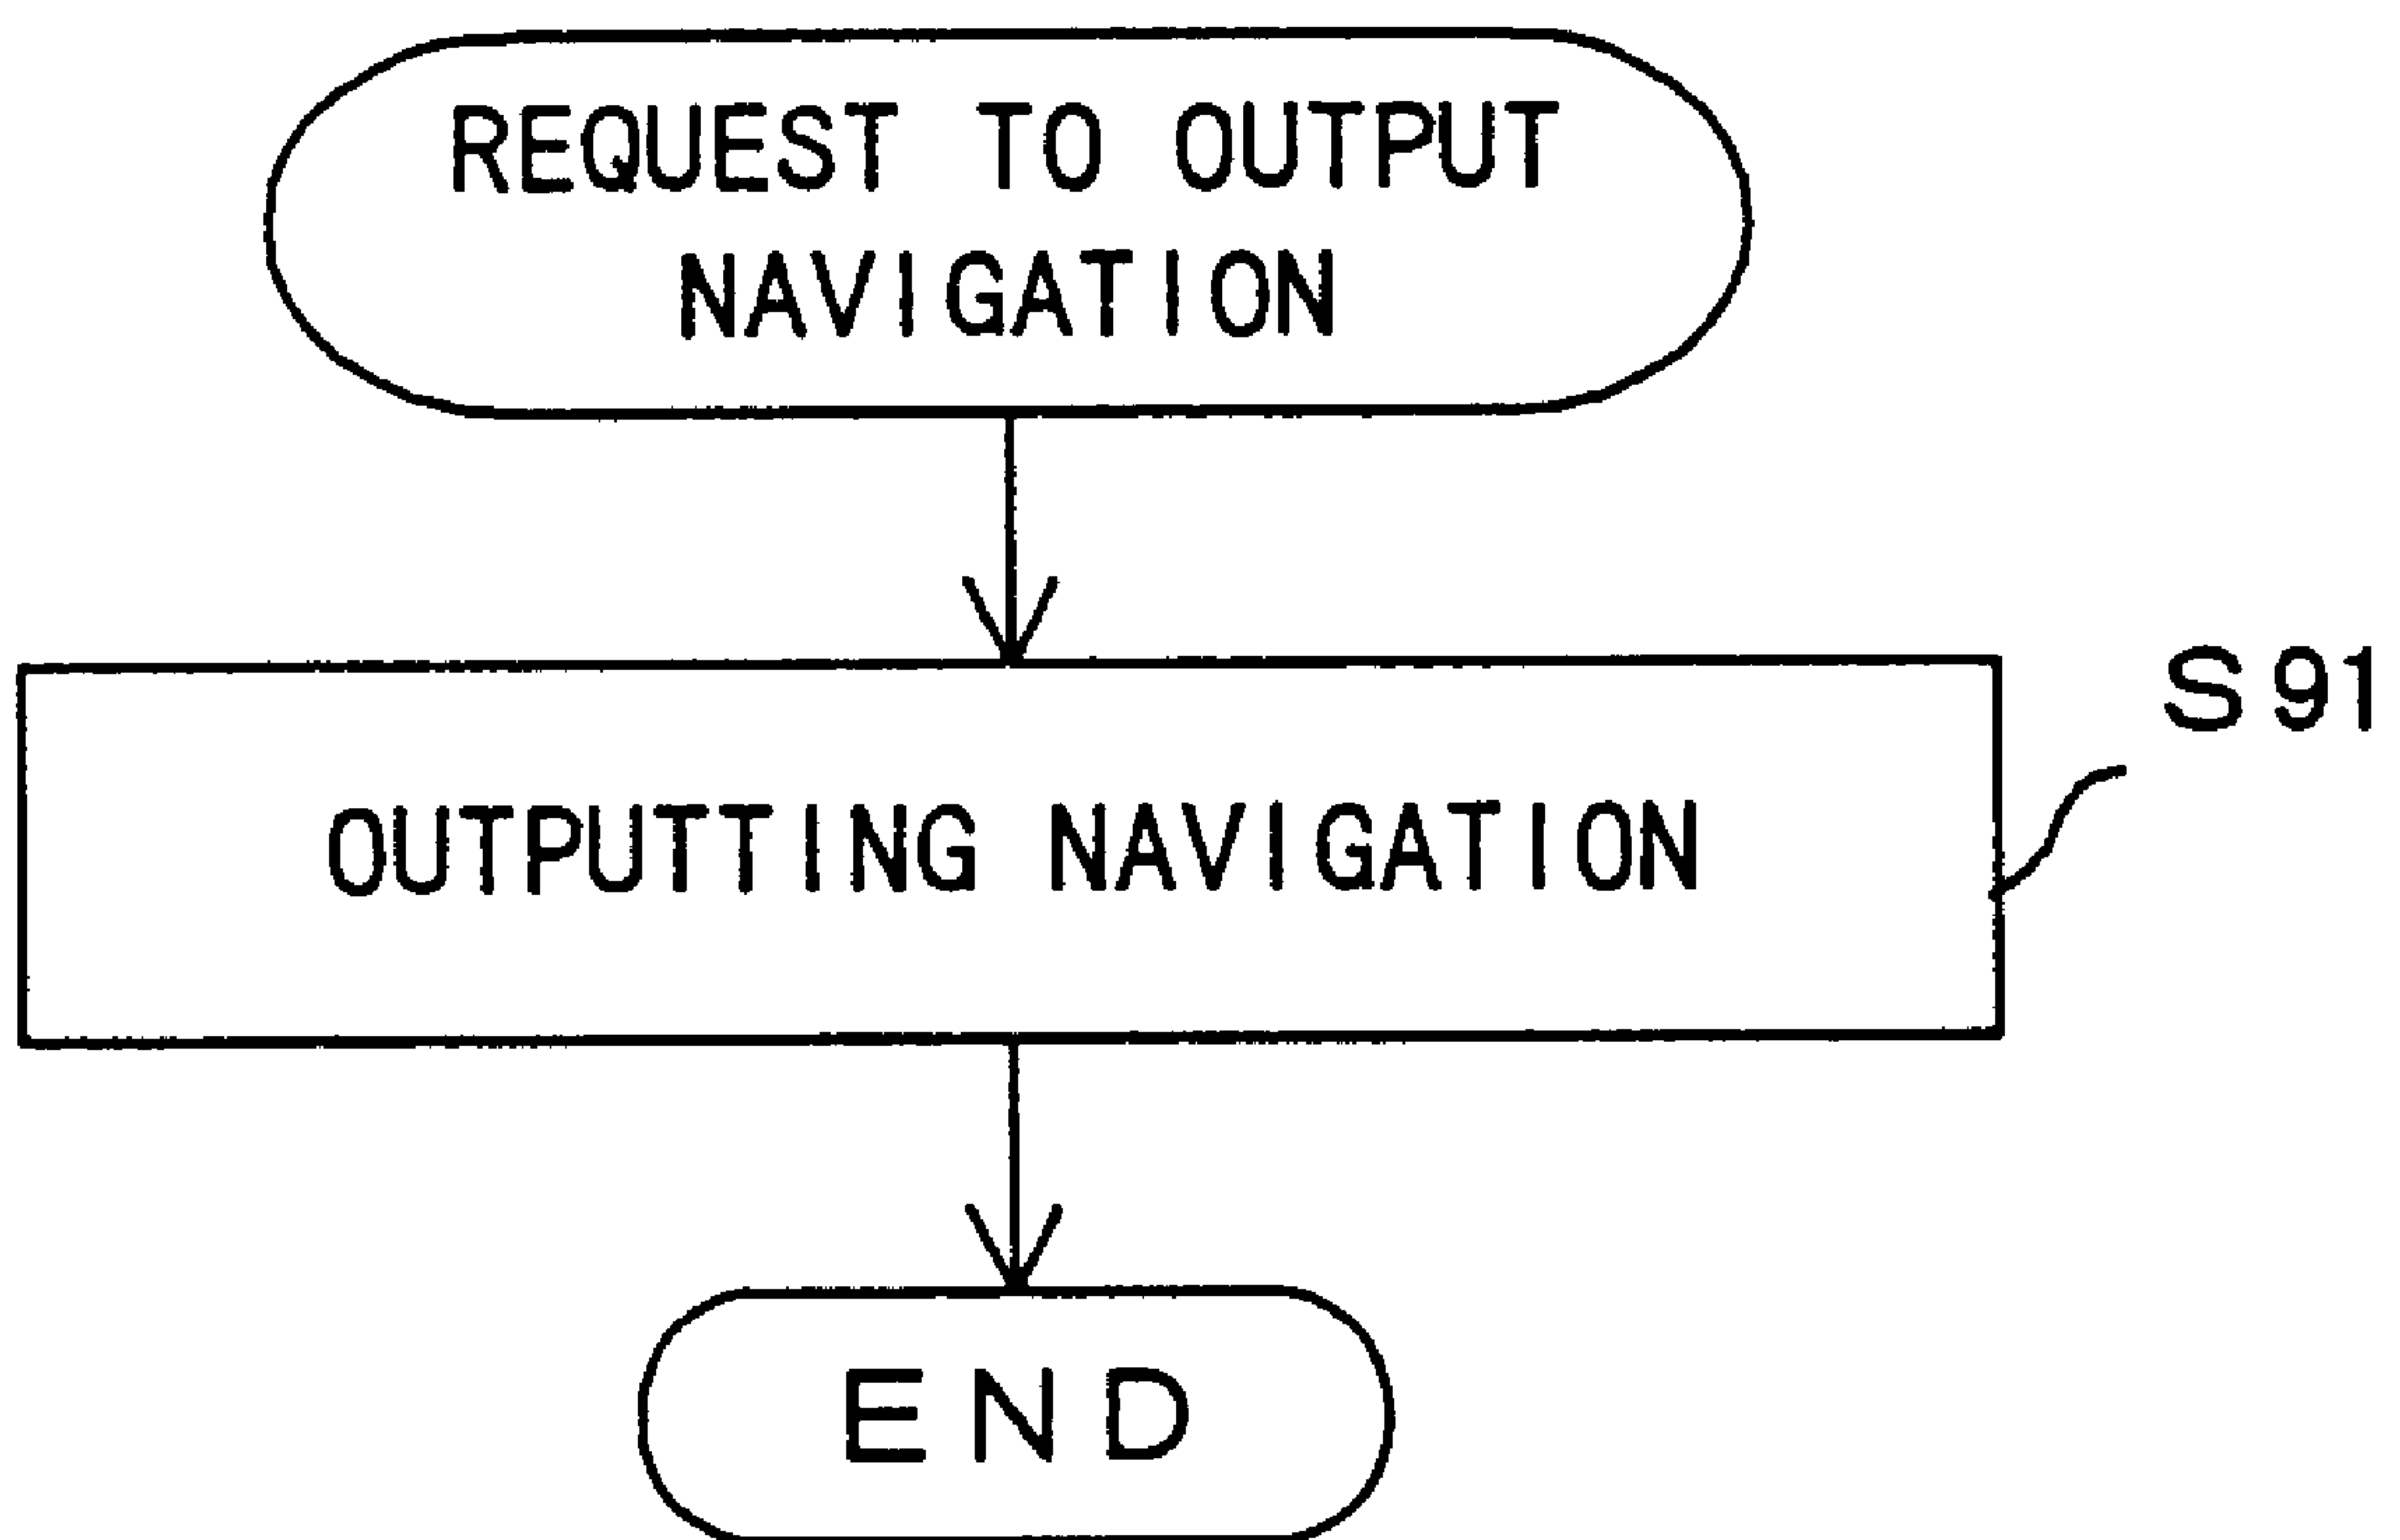 REQUEST TO OUTPUT
NAVIGATION
S91
OUTPUTTING NAVIGATION
END